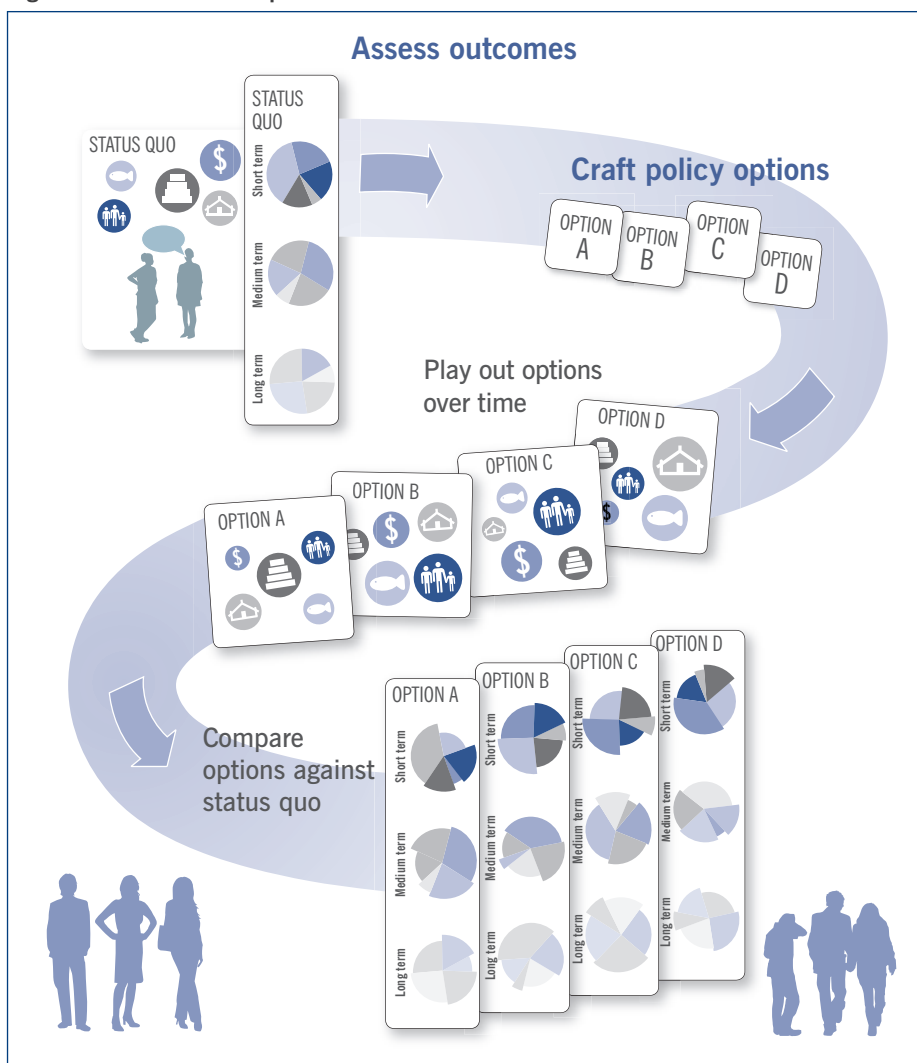 Assess outcomes
STATUS QUO
$
STATUS
QUO
Short term
Medium term
Long term
Craft policy options
OPTION
A
OPTION
B
OPTION
C
OPTION
D
Play out options
over time
OPTION A
$
OPTION B
$
OPTION C
$
OPTION D
$
Compare
options against
status quo
OPTION A
Short term
Medium term
Long term
OPTION B
Short term
Medium term
Long term
OPTION C
Short term
Medium term
Long term
OPTION D
Short term
Medium term
Long term